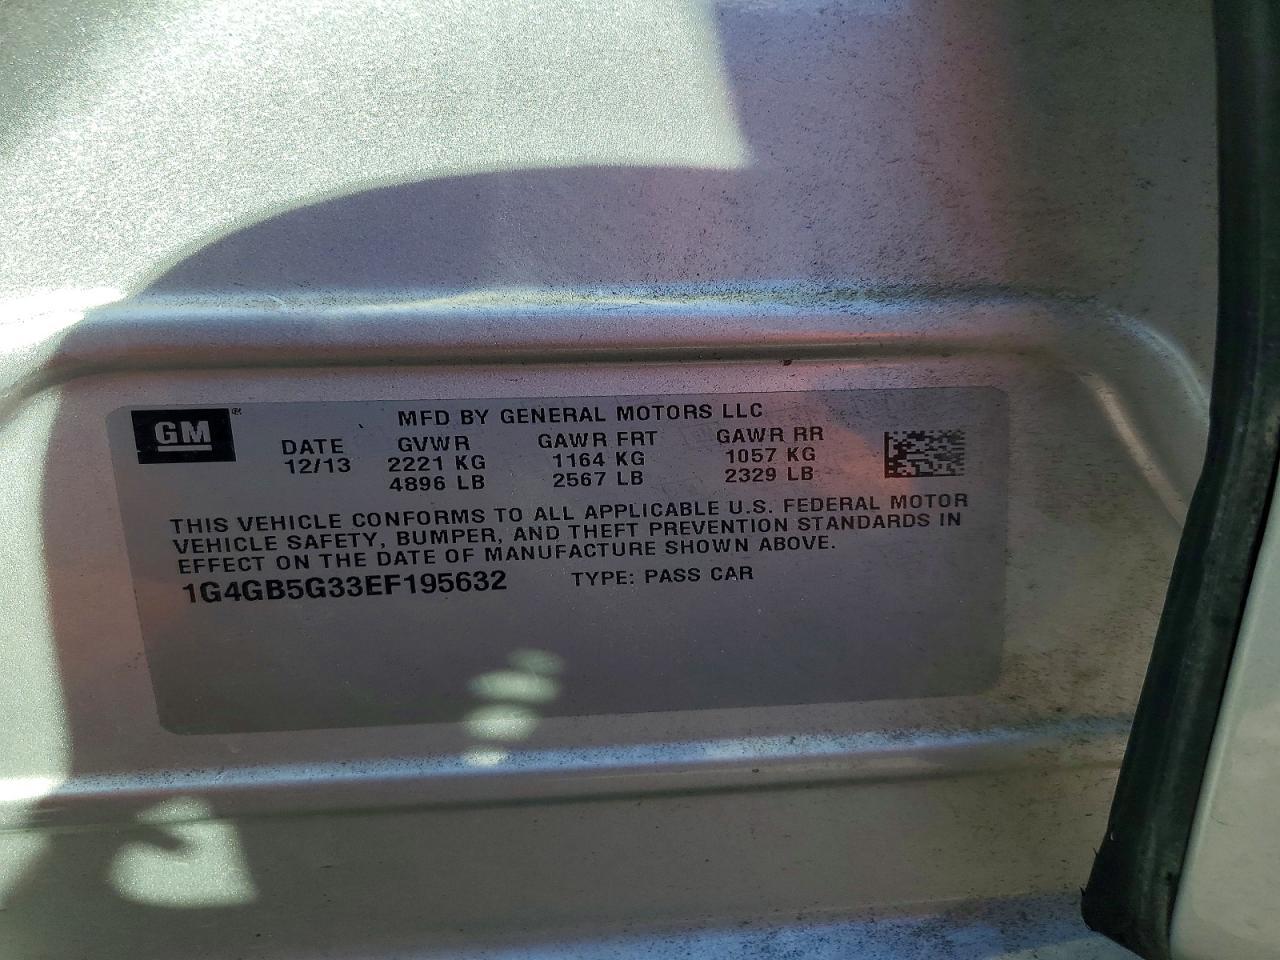 GM ®
MFD BY GENERAL MOTORS LLC
DATE GVWR GAWR FRT GAWR RR
12/13 2221 KG 1164 KG 1057 KG
4896 LB 2567 LB 2329 LB
THIS VEHICLE CONFORMS TO ALL APPLICABLE U.S. FEDERAL MOTOR
VEHICLE SAFETY, BUMPER, AND THEFT PREVENTION STANDARDS IN
EFFECT ON THE DATE OF MANUFACTURE SHOWN ABOVE.
1G4GB5G33EF195632 TYPE: PASS CAR